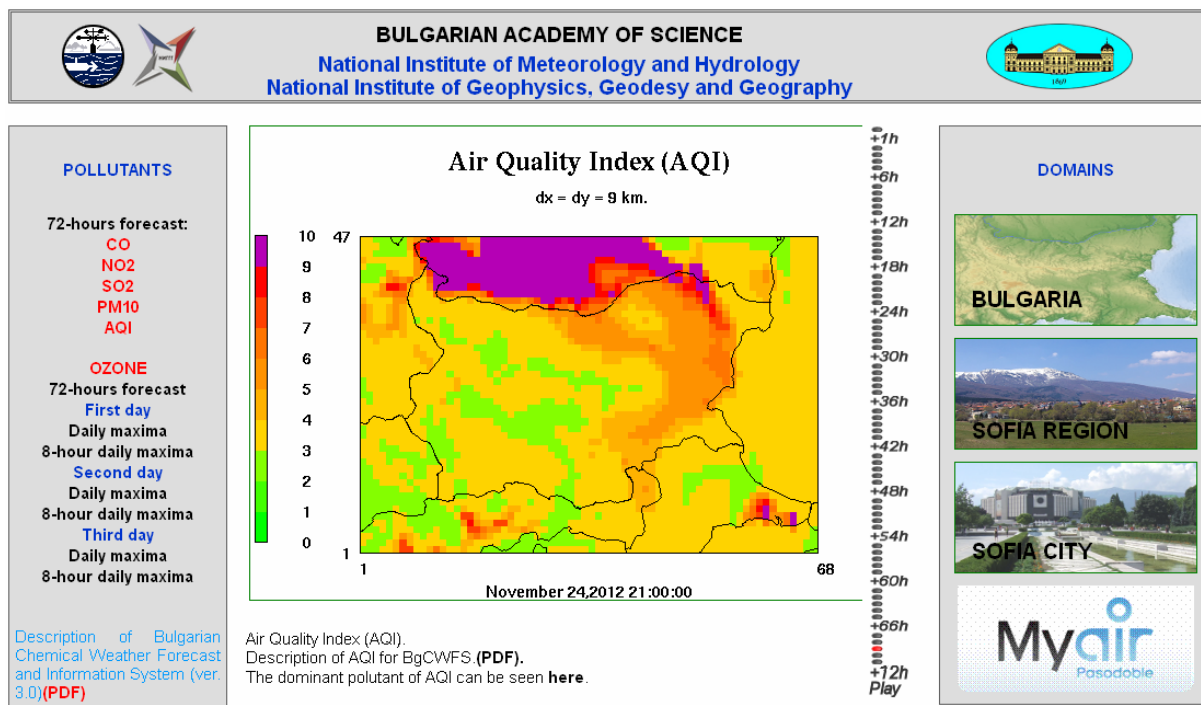 BULGARIAN ACADEMY OF SCIENCE
National Institute of Meteorology and Hydrology
National Institute of Geophysics, Geodesy and Geography
1869
POLLUTANTS
72-hours forecast:
CO
NO2
SO2
PM10
AQI
OZONE
72-hours forecast
First day
Daily maxima
8-hour daily maxima
Second day
Daily maxima
8-hour daily maxima
Third day
Daily maxima
8-hour daily maxima
Description of Bulgarian
Chemical Weather Forecast
and Information System (ver.
3.0)(PDF)
Air Quality Index (AQI)
dx = dy = 9 km.
10
9
8
7
6
5
4
3
2
1
0
47
1
1
68
November 24,2012 21:00:00
Air Quality Index (AQI).
Description of AQI for BgCWFS.(PDF).
The dominant polutant of AQI can be seen here.
+1h
+6h
+12h
+18h
+24h
+30h
+36h
+42h
+48h
+54h
+60h
+66h
+12h
Play
DOMAINS
BULGARIA
SOFIA REGION
SOFIA CITY
Myair
Pasodoble